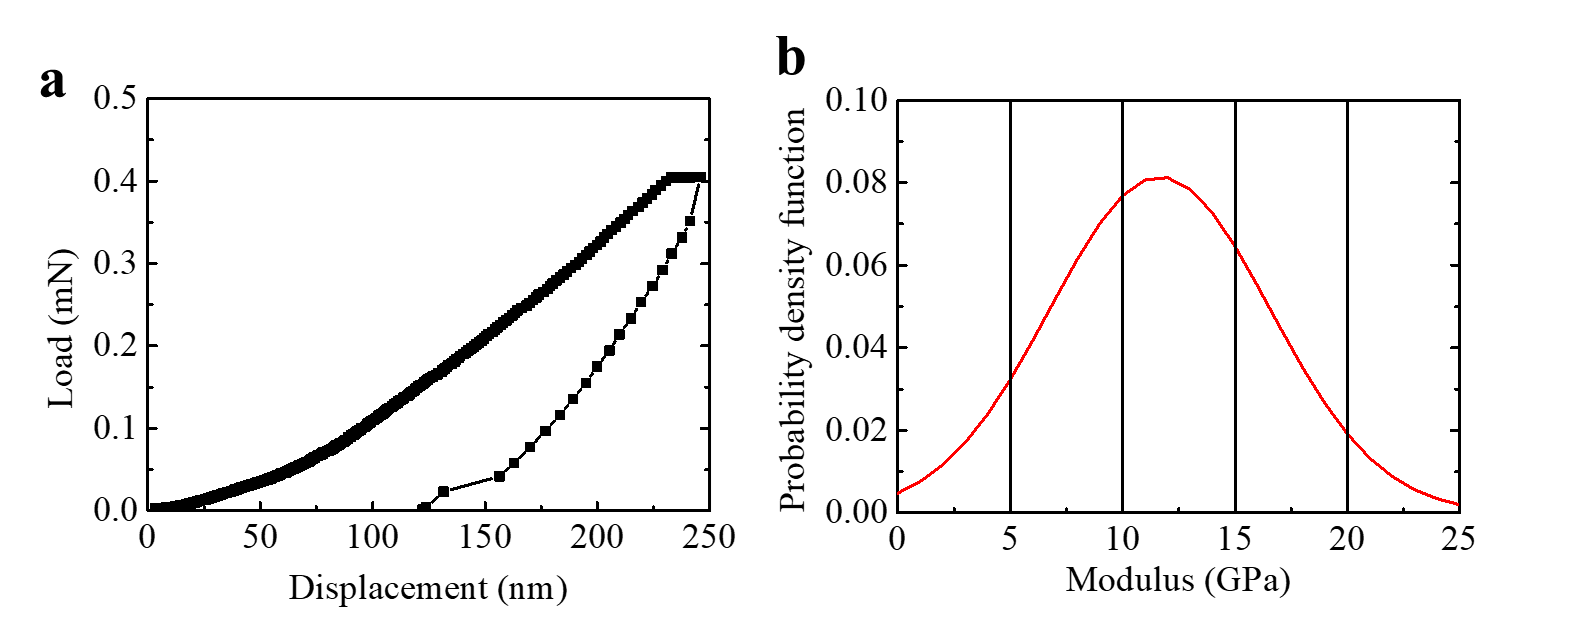 a
0.5
0.4
0.3
0.2
0.1
0.0
Load (mN)
0 50 100 150 200 250
Displacement (nm)
b
0.10
0.08
0.06
0.04
0.02
0.00
Probability density function
0 5 10 15 20 25
Modulus (GPa)